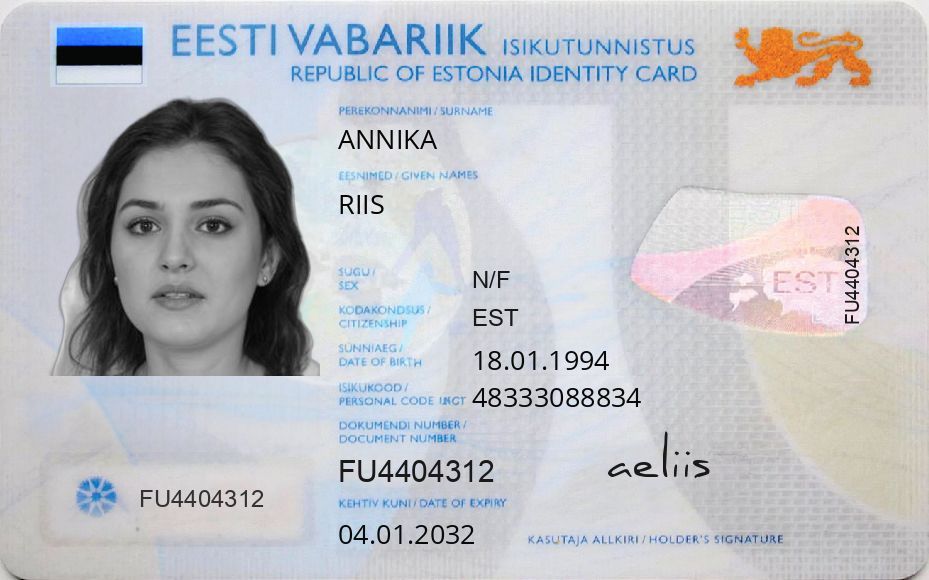 EESTI VABARIIK ISIKUTUNNISTUS
REPUBLIC OF ESTONIA IDENTITY CARD
PEREKONNANIMI / SURNAME
ANNIKA
EESNIMED / GIVEN NAMES
RIIS
SUGU /
SEX
N/F
KODAKONDSUS /
CITIZENSHIP
EST
SÜNNIAEG /
DATE OF BIRTH
18.01.1994
ISIKUKOOD /
PERSONAL CODE
48333088834
DOKUMENDI NUMBER /
DOCUMENT NUMBER
FU4404312
KEHTIV KUNI / DATE OF EXPIRY
04.01.2032
FU4404312
EST
FU4404312
aeliis
KASUTAJA ALLKIRI / HOLDER'S SIGNATURE